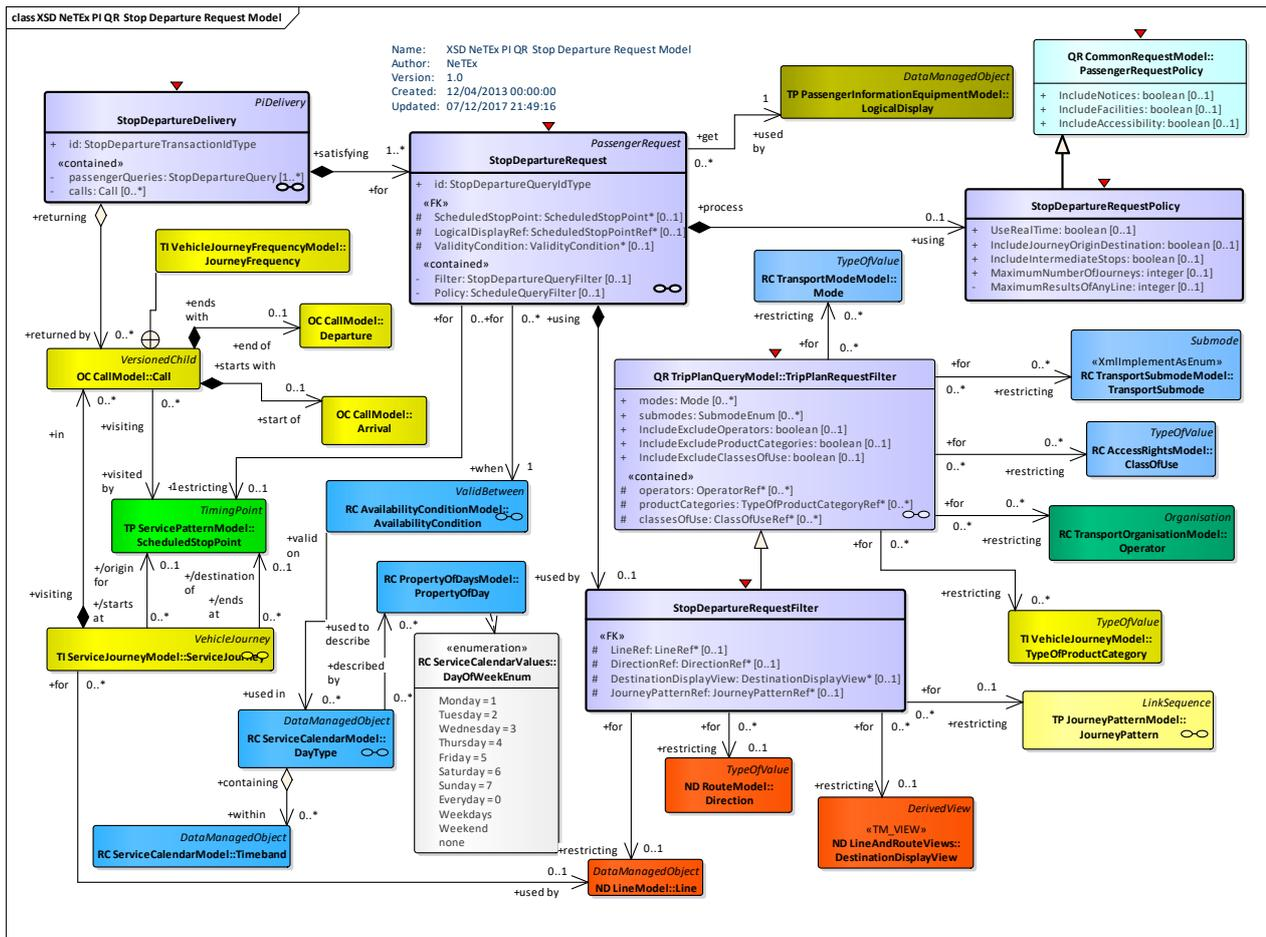 class XSD NeTEx PI QR Stop Departure Request Model
Name: XSD NeTEx PI QR Stop Departure Request Model
Author: NeTEx
Version: 1.0
Created: 12/04/2013 00:00:00
Updated: 07/12/2017 21:49:16
PiDelivery
StopDepartureDelivery
+ id: StopDepartureTransactionIdType
«contained»
- passengerQueries: StopDepartureQuery [1..*]
- calls: Call [0..*]
+satisfying
1..*
+for
PassengerRequest
StopDepartureRequest
+ id: StopDepartureQueryIdType
«FK»
# ScheduledStopPoint: ScheduledStopPoint* [0..1]
# LogicalDisplayRef: ScheduledStopPointRef* [0..1]
# ValidityCondition: ValidityCondition* [0..1]
«contained»
- Filter: StopDepartureQueryFilter [0..1]
- Policy: ScheduleQueryFilter [0..1]
+get
0..*
1
+used
by
DataManagedObject
TP PassengerInformationEquipmentModel::
LogicalDisplay
QR CommonRequestModel::
PassengerRequestPolicy
+ IncludeNotices: boolean [0..1]
+ IncludeFacilities: boolean [0..1]
+ IncludeAccessibility: boolean [0..1]
+process
0..1
+using
StopDepartureRequestPolicy
+ UseRealTime: boolean [0..1]
+ IncludeJourneyOriginDestination: boolean [0..1]
+ IncludeIntermediateStops: boolean [0..1]
+ MaximumNumberOfJourneys: integer [0..1]
- MaximumResultsOfAnyLine: integer [0..1]
+returning
+returned by
0..*
TI VehicleJourneyFrequencyModel::
JourneyFrequency
VersionedChild
OC CallModel::Call
+ends
with
0..1
+end of
OC CallModel::
Departure
+starts with
0..1
+start of
OC CallModel::
Arrival
0..*
+in
+visiting
0..*
+visited
by
1
+restricting
0..1
+for
0..*
+for
0..*
+using
+when
1
TimingPoint
TP ServicePatternModel::
ScheduledStopPoint
ValidBetween
RC AvailabilityConditionModel::
AvailabilityCondition
TypeOfValue
RC TransportModeModel::
Mode
+restricting
0..*
+for
0..*
QR TripPlanQueryModel::TripPlanRequestFilter
+ modes: Mode [0..*]
+ submodes: SubmodeEnum [0..*]
+ IncludeExcludeOperators: boolean [0..1]
+ IncludeExcludeProductCategories: boolean [0..1]
+ IncludeExcludeClassesOfUse: boolean [0..1]
«contained»
# operators: OperatorRef* [0..*]
# productCategories: TypeOfProductCategoryRef* [0..*]
# classesOfUse: ClassOfUseRef* [0..*]
+for
0..*
0..*
+restricting
Submode
«XmlImplementAsEnum»
RC TransportSubmodeModel::
TransportSubmode
+for
0..*
0..*
+restricting
TypeOfValue
RC AccessRightsModel::
ClassOfUse
+for
0..*
0..*
+restricting
Organisation
RC TransportOrganisationModel::
Operator
+for
0..*
+restricting
0..*
TypeOfValue
TI VehicleJourneyModel::
TypeOfProductCategory
+/origin
for
0..1
+/destination
of
0..1
+visiting
+/starts
at
0..*
+/ends
at
0..*
VehicleJourney
TI ServiceJourneyModel::ServiceJourney
+for
0..*
+valid
on
RC PropertyOfDaysModel::
PropertyOfDay
+used to
describe
0..*
+described
by
0..*
+used in
0..*
DataManagedObject
RC ServiceCalendarModel::
DayType
+containing
+within
0..*
DataManagedObject
RC ServiceCalendarModel::Timeband
«enumeration»
RC ServiceCalendarValues::
DayOfWeekEnum
Monday = 1
Tuesday = 2
Wednesday = 3
Thursday = 4
Friday = 5
Saturday = 6
Sunday = 7
Everyday = 0
Weekdays
Weekend
none
+used by
0..1
StopDepartureRequestFilter
«FK»
# LineRef: LineRef* [0..1]
# DirectionRef: DirectionRef* [0..1]
# DestinationDisplayView: DestinationDisplayView* [0..1]
# JourneyPatternRef: JourneyPatternRef* [0..1]
+for
0..*
0..1
+restricting
LinkSequence
TP JourneyPatternModel::
JourneyPattern
+for
0..*
+restricting
0..1
TypeOfValue
ND RouteModel::
Direction
+for
0..*
+restricting
0..1
DerivedView
«TM_VIEW»
ND LineAndRouteViews::
DestinationDisplayView
+for
0..*
+restricting
0..1
0..1
+used by
DataManagedObject
ND LineModel::Line